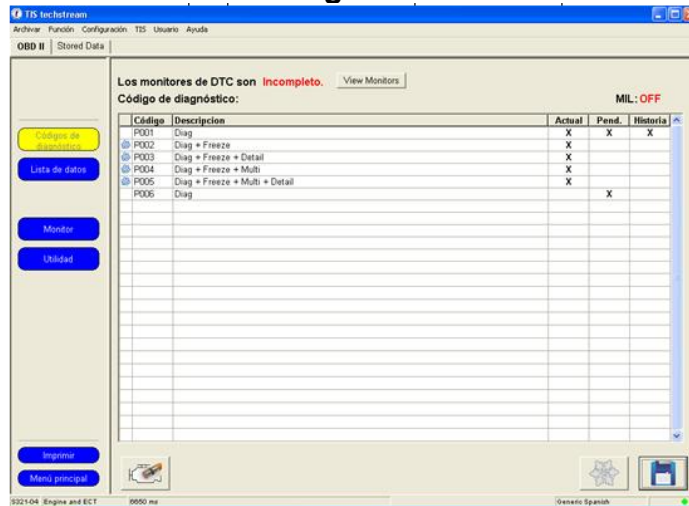 TIS techstream
Archivar Función Configuración TIS Usuario Ayuda
OBD II Stored Data
Los monitores de DTC son Incompleto. View Monitors
Código de diagnóstico: MIL:OFF
Código Descripcion Actual Pend. Historia
P001 Diag X X X
P002 Diag + Freeze X
P003 Diag + Freeze + Detail X
P004 Diag + Freeze + Multi X
P005 Diag + Freeze + Multi + Detail X
P006 Diag X
Códigos de
diagnóstico
Lista de datos
Monitor
Utilidad
Imprimir
Menú principal
S321-04 Engine and ECT 6650 ms Generic Spanish